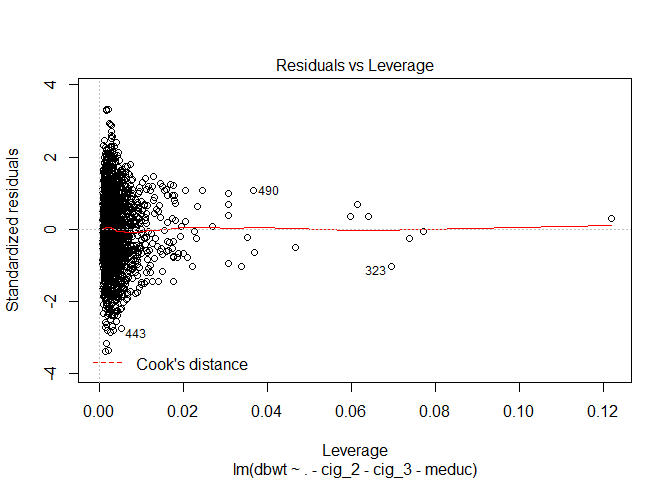 Residuals vs Leverage
4
2
0
-2
-4
Standardized residuals
490
323
443
Cook's distance
0.00 0.02 0.04 0.06 0.08 0.10 0.12
Leverage
lm(dbwt ~ . - cig_2 - cig_3 - meduc)